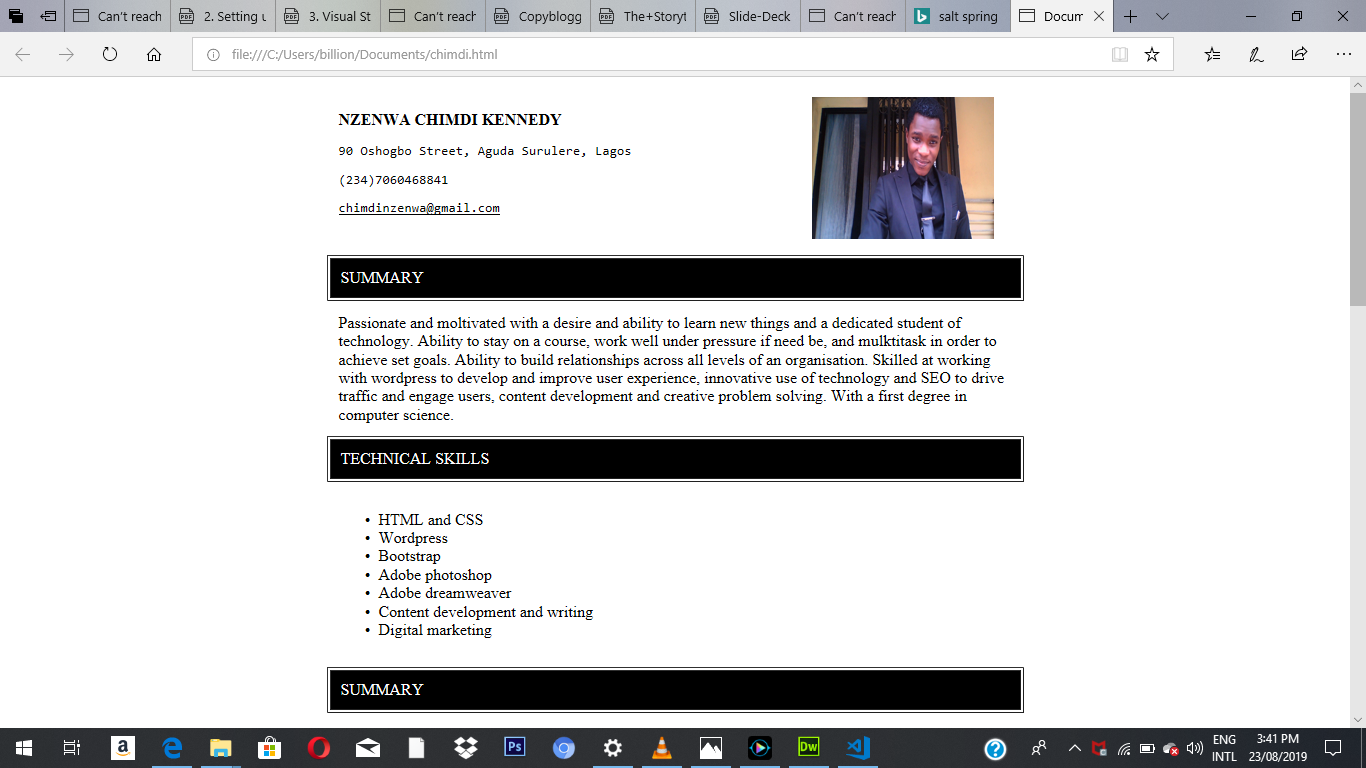 Can't reach
2. Setting u
3. Visual St
Can't reach
Copyblogg
The+Storyt
Slide-Deck
Can't reach
salt spring
Docum
file:///C:/Users/billion/Documents/chimdi.html
NZENWA CHIMDI KENNEDY
90 Oshogbo Street, Aguda Surulere, Lagos
(234)7060468841
chimdinzenwa@gmail.com
SUMMARY
Passionate and moltivated with a desire and ability to learn new things and a dedicated student of
technology. Ability to stay on a course, work well under pressure if need be, and mulktitask in order to
achieve set goals. Ability to build relationships across all levels of an organisation. Skilled at working
with wordpress to develop and improve user experience, innovative use of technology and SEO to drive
traffic and engage users, content development and creative problem solving. With a first degree in
computer science.
TECHNICAL SKILLS
• HTML and CSS
• Wordpress
• Bootstrap
• Adobe photoshop
• Adobe dreamweaver
• Content development and writing
• Digital marketing
SUMMARY
a
Ps
Dw
ENG
INTL
3:41 PM
23/08/2019